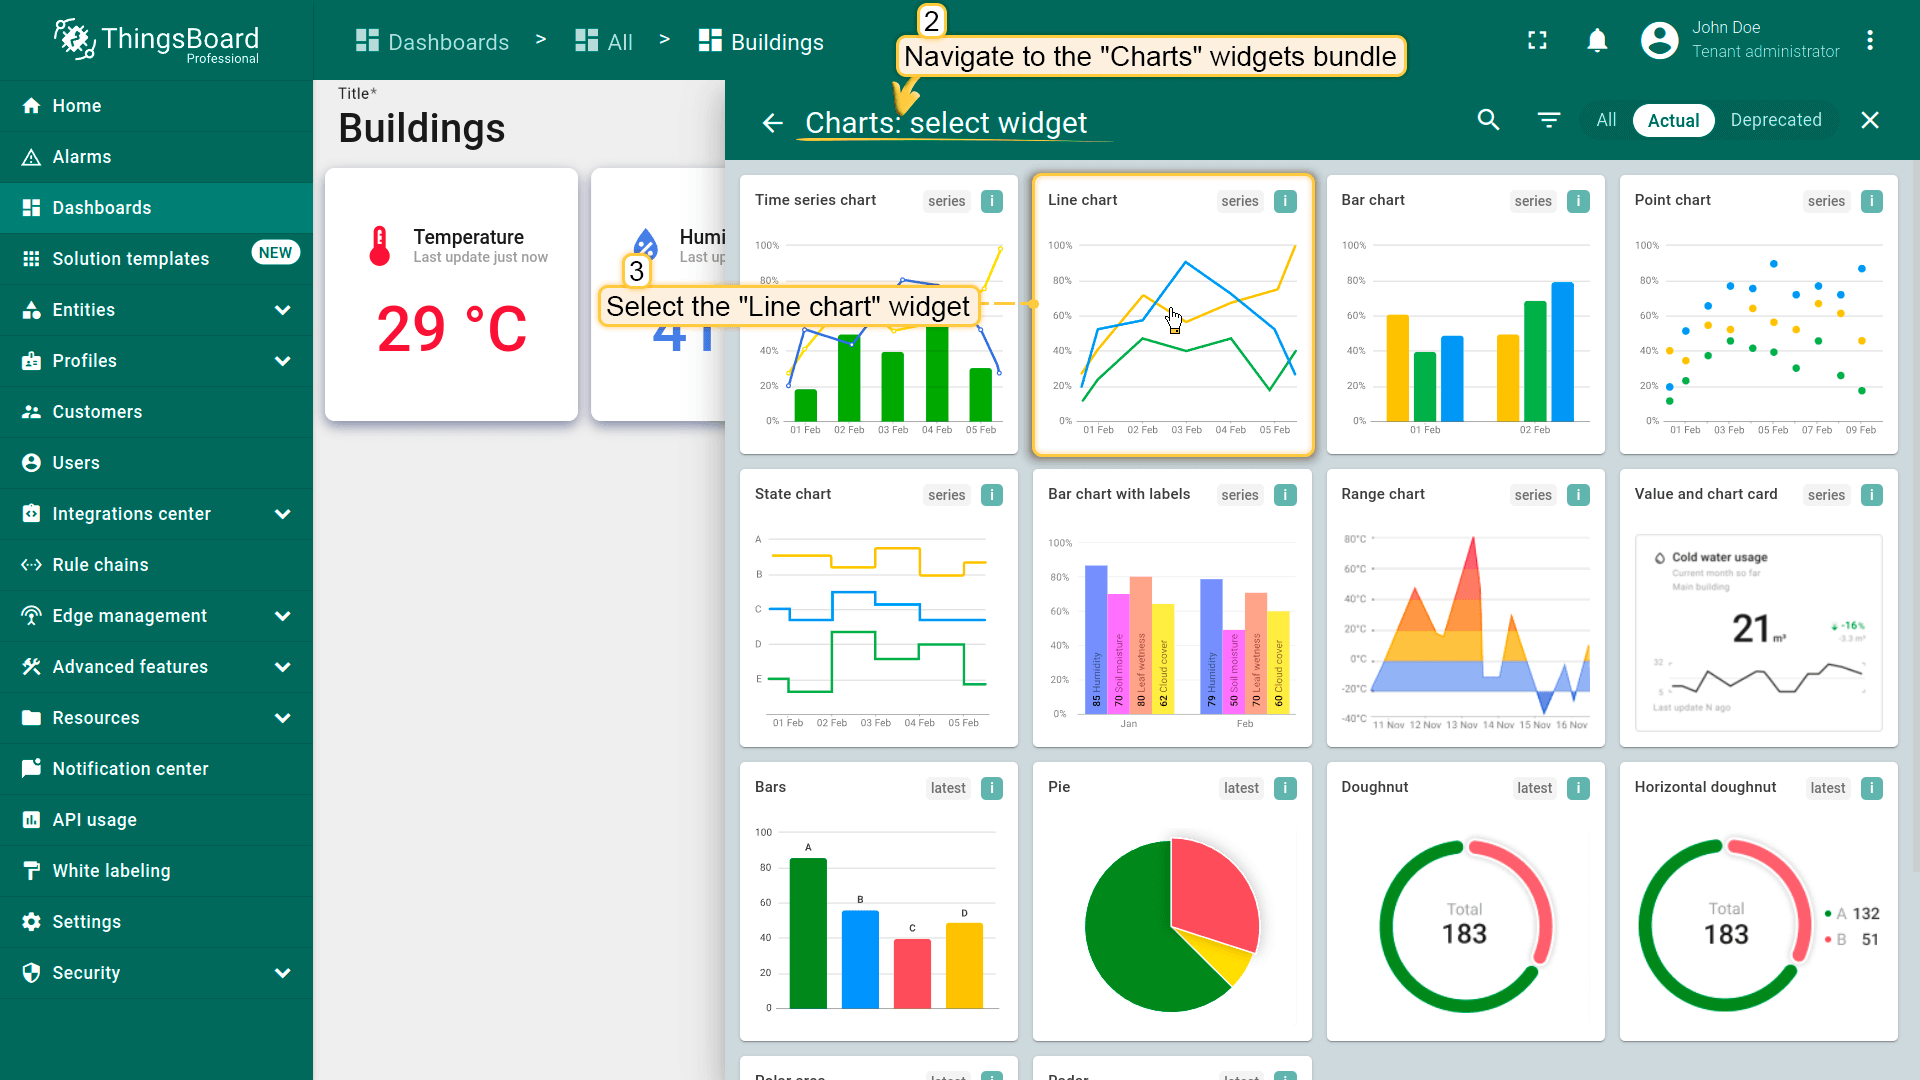 ThingsBoard
Professional
Dashboards > All > Buildings
2
Navigate to the "Charts" widgets bundle
John Doe
Tenant administrator
Home
Alarms
Dashboards
Solution templates NEW
Entities
Profiles
Customers
Users
Integrations center
Rule chains
Edge management
Advanced features
Resources
Notification center
API usage
White labeling
Settings
Security
Title*
Buildings
Temperature
Last update just now
29 °C
Humi
Last up
3
Select the "Line chart" widget
Charts: select widget
All Actual Deprecated
Time series chart series i
100%
80%
40%
20%
0%
01 Feb 02 Feb 03 Feb 04 Feb 05 Feb
Line chart series i
100%
80%
60%
40%
20%
0%
01 Feb 02 Feb 03 Feb 04 Feb 05 Feb
Bar chart series i
100%
80%
60%
40%
20%
0%
01 Feb 02 Feb
Point chart series i
100%
80%
60%
40%
20%
0%
01 Feb 03 Feb 05 Feb 07 Feb 09 Feb
State chart series i
A
B
C
D
E
01 Feb 02 Feb 03 Feb 04 Feb 05 Feb
Bar chart with labels series i
100%
80%
60%
40%
20%
0%
85 Humidity
70 Soil moisture
80 Leaf wetness
62 Cloud cover
79 Humidity
50 Soil moisture
70 Leaf wetness
60 Cloud cover
Jan Feb
Range chart series i
80°C
60°C
40°C
20°C
0°C
-20°C
-40°C
11 Nov 12 Nov 13 Nov 14 Nov 15 Nov 16 Nov
Value and chart card series i
Cold water usage
Current month so far
Main building
21 m³
-16%
-3.3 m³
32
5
Last update N ago
Bars latest i
100
80
60
40
20
0
A
B
C
D
Pie latest i
Doughnut latest i
Total
183
Horizontal doughnut latest i
Total
183
A 132
B 51
Polar area latest i
Radar latest i